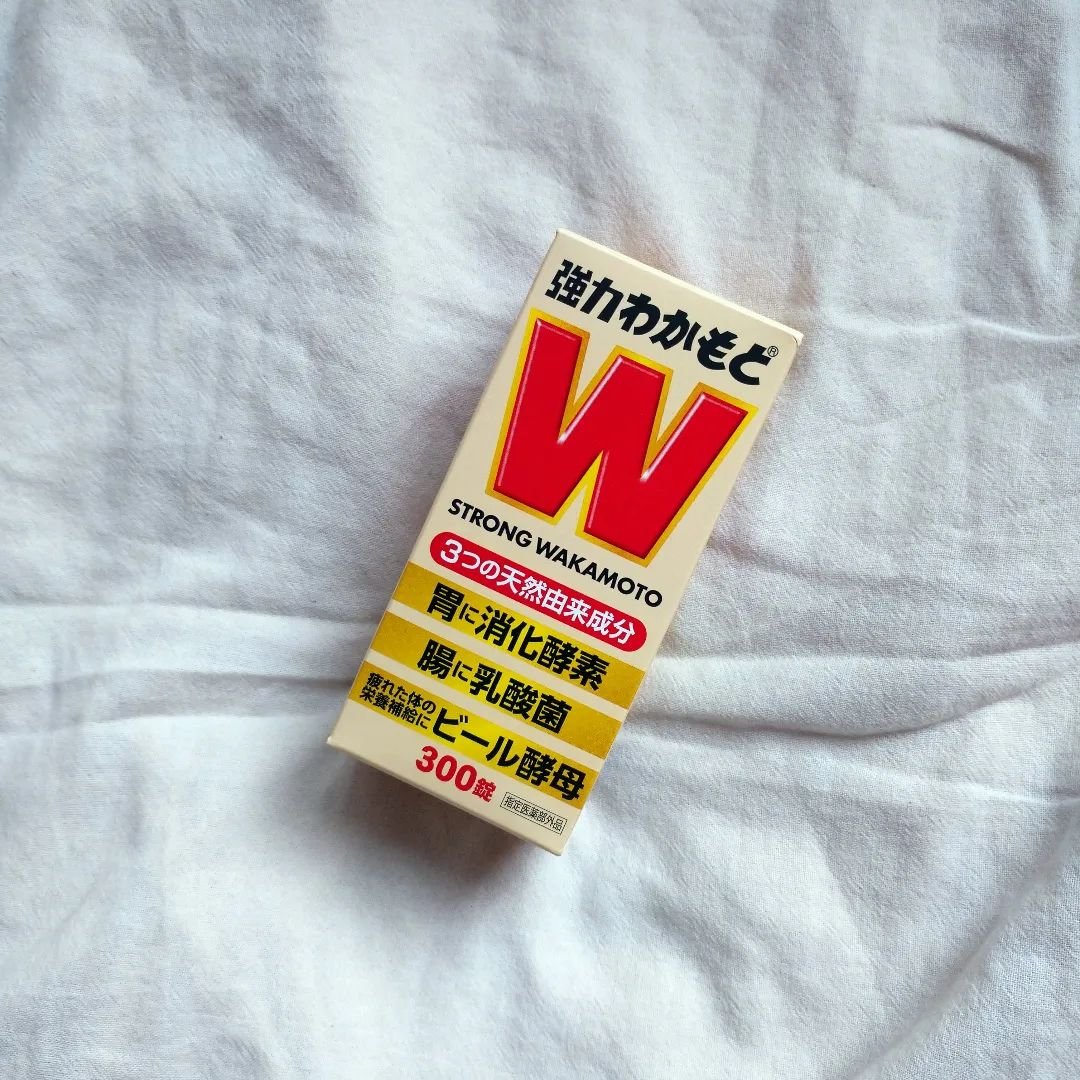 強力わかもと®
W
STRONG WAKAMOTO
3つの天然由来成分
胃に消化酵素
腸に乳酸菌
疲れた体の
栄養補給に ビール酵母
300錠
指定医薬部外品